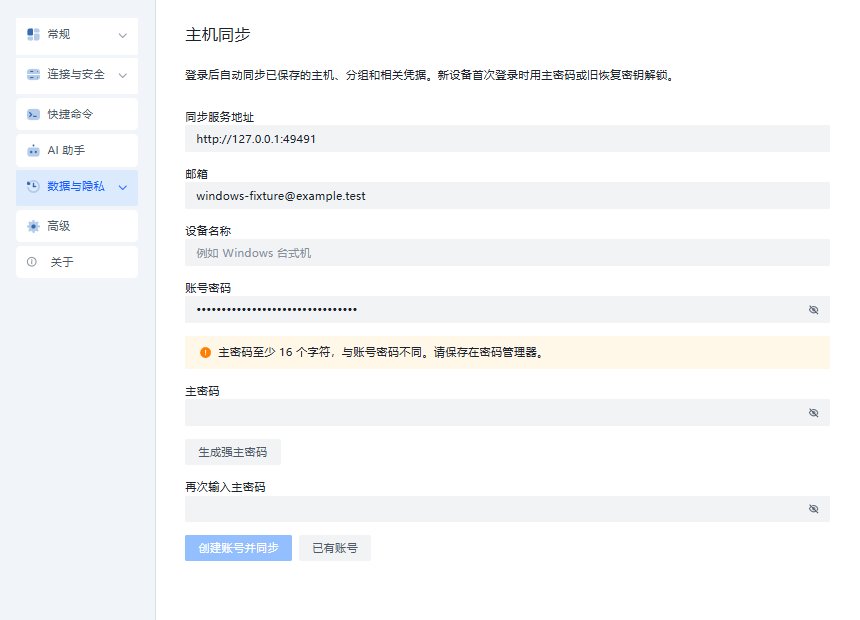 常规
连接与安全
快捷命令
AI 助手
数据与隐私
高级
关于
主机同步
登录后自动同步已保存的主机、分组和相关凭据。新设备首次登录时用主密码或旧恢复密钥解锁。
同步服务地址
http://127.0.0.1:49491
邮箱
windows-fixture@example.test
设备名称
例如 Windows 台式机
账号密码
••••••••••••••••••••••••••••••••
主密码至少 16 个字符，与账号密码不同。请保存在密码管理器。
主密码
生成强主密码
再次输入主密码
创建账号并同步
已有账号